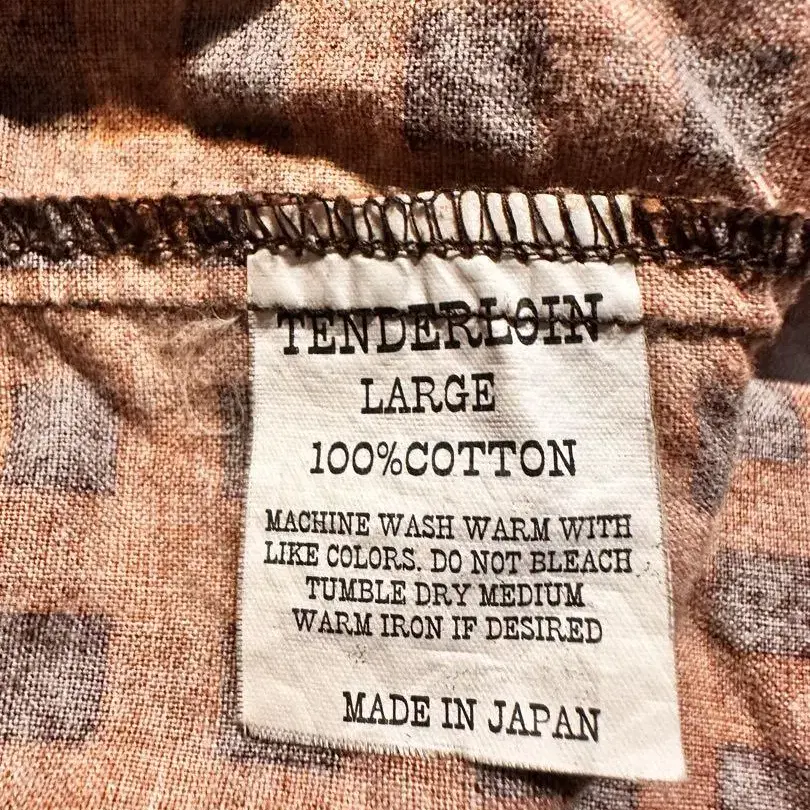 TENDERLOIN
LARGE
100%COTTON
MACHINE WASH WARM WITH
LIKE COLORS. DO NOT BLEACH
TUMBLE DRY MEDIUM
WARM IRON IF DESIRED
MADE IN JAPAN